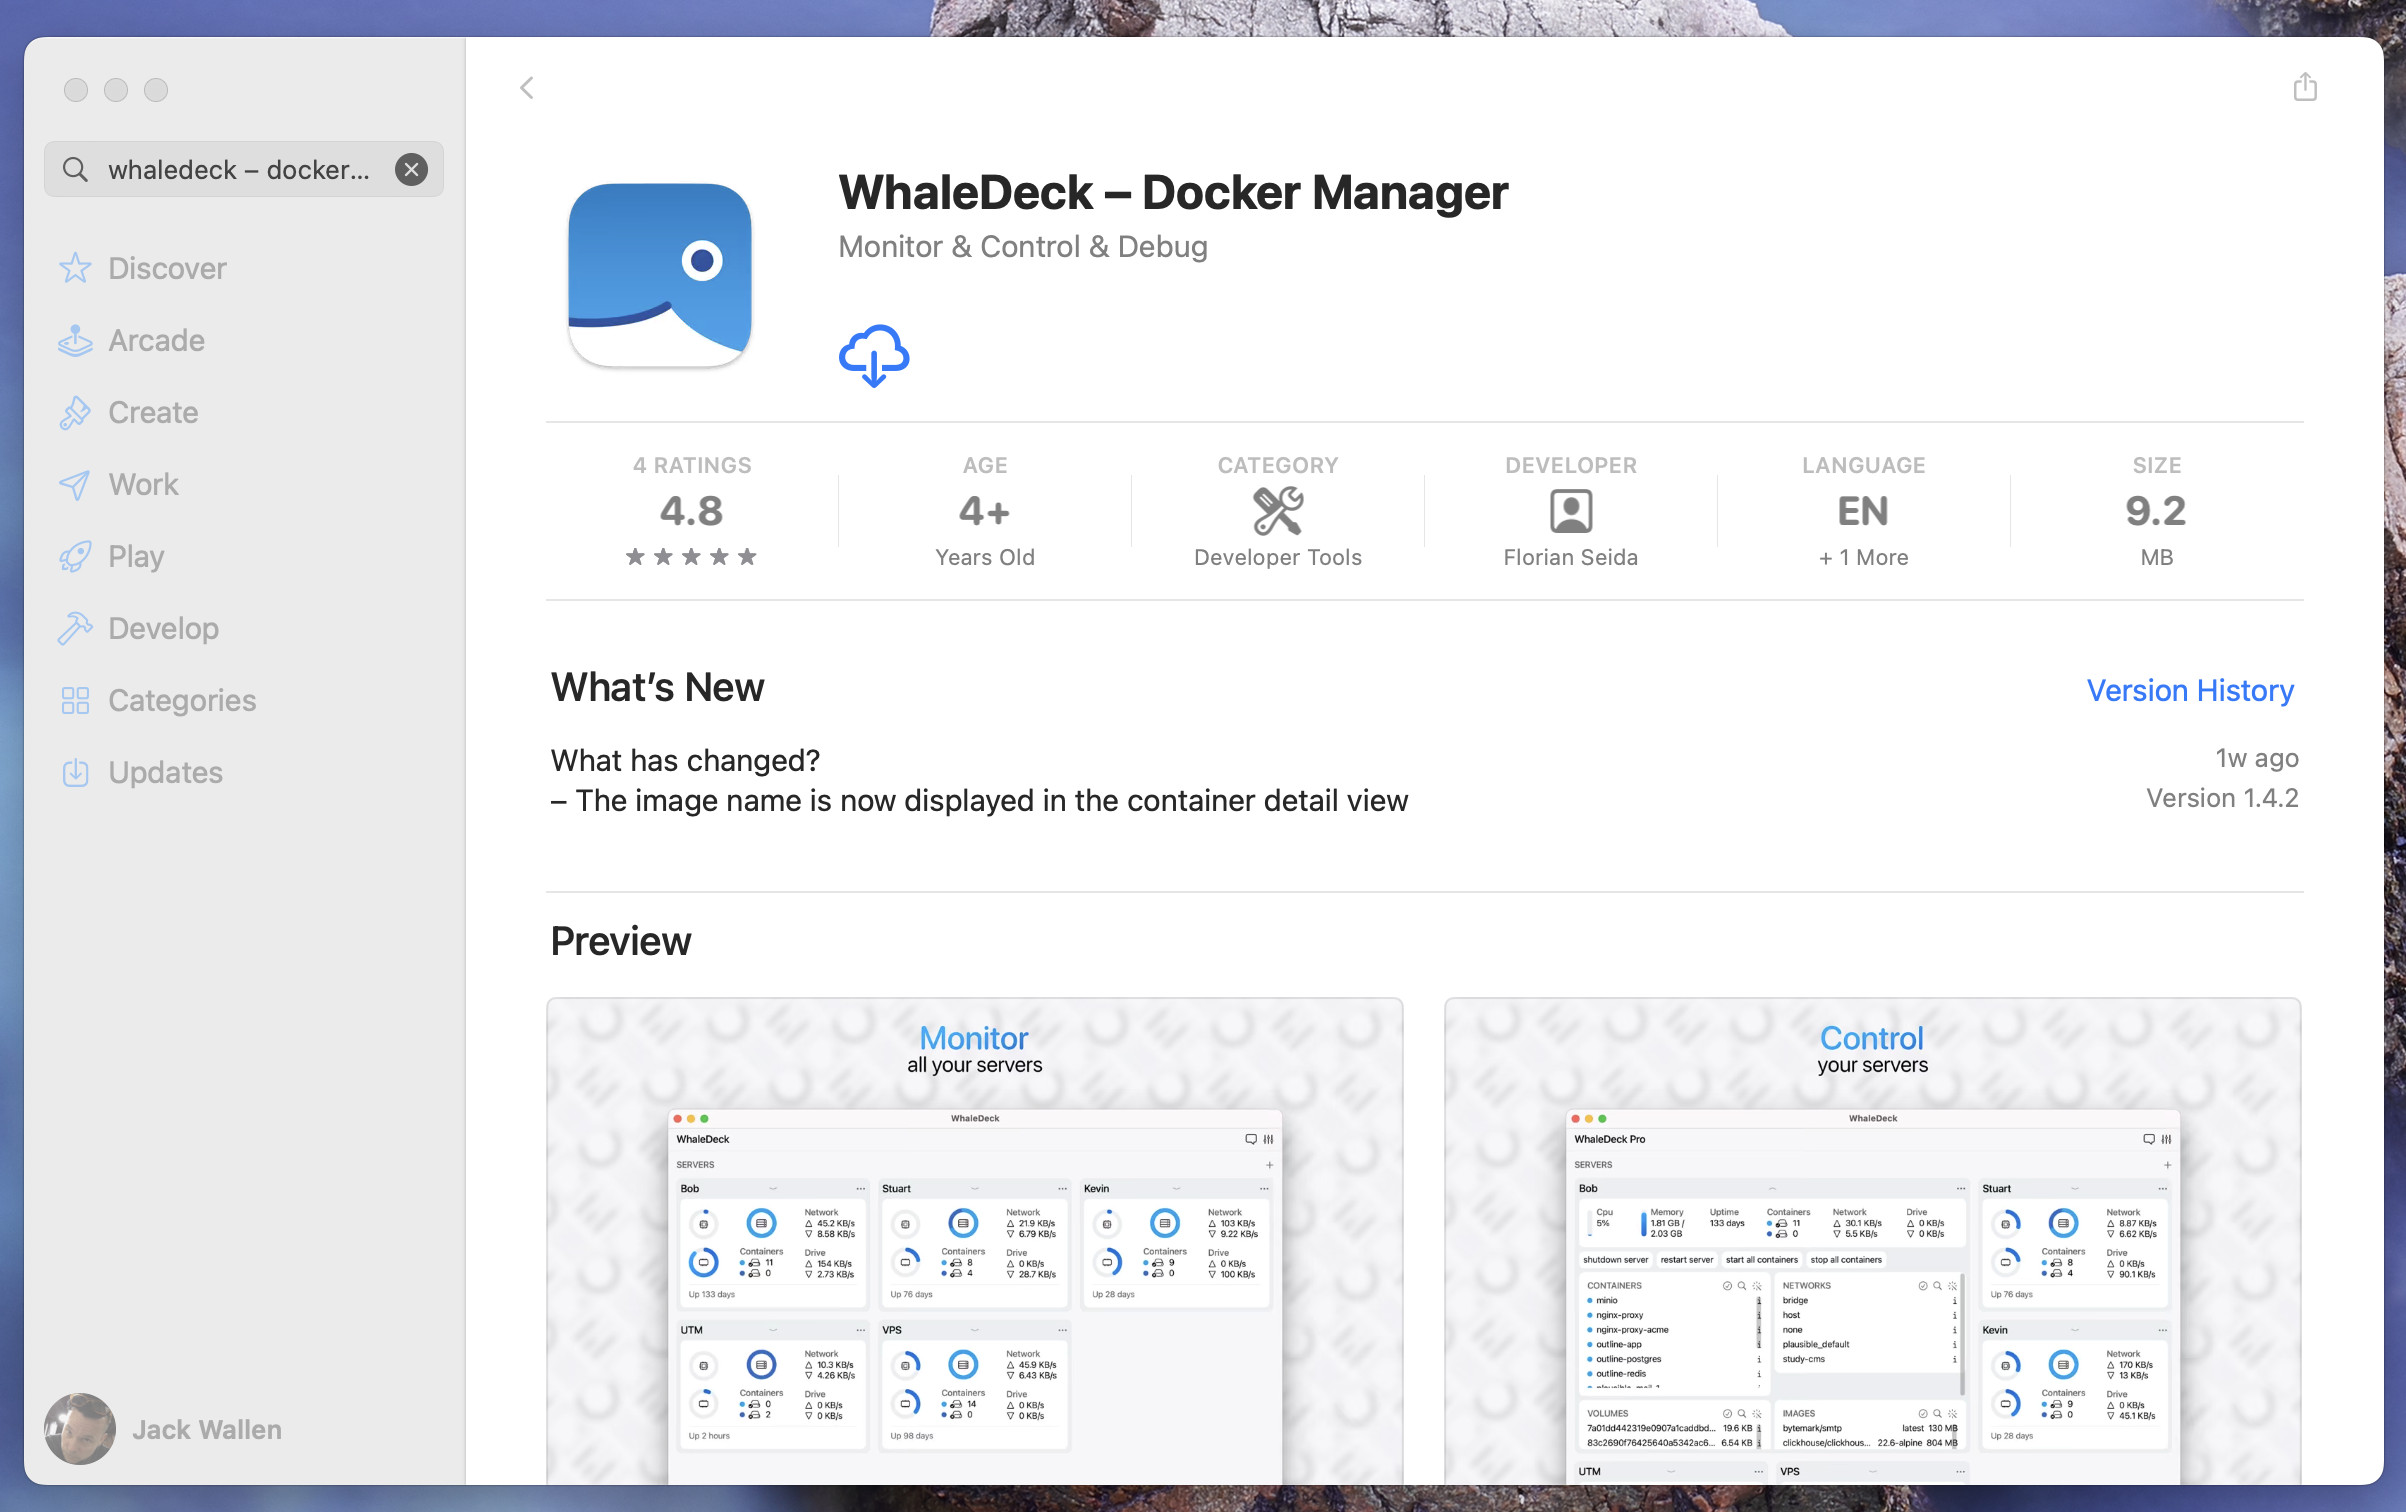 whaledeck – docker...
Discover
Arcade
Create
Work
Play
Develop
Categories
Updates
Jack Wallen
WhaleDeck – Docker Manager
Monitor & Control & Debug
4 RATINGS
4.8
★★★★★
AGE
4+
Years Old
CATEGORY
Developer Tools
DEVELOPER
Florian Seida
LANGUAGE
EN
+ 1 More
SIZE
9.2
MB
What's New
Version History
What has changed?
– The image name is now displayed in the container detail view
1w ago
Version 1.4.2
Preview
Monitor
all your servers
WhaleDeck
WhaleDeck
SERVERS
Bob
Network
45.2 KB/s
8.58 KB/s
Containers
11
0
Drive
154 KB/s
2.73 KB/s
Up 133 days
Stuart
Network
21.9 KB/s
6.79 KB/s
Containers
8
4
Drive
0 KB/s
28.7 KB/s
Up 76 days
Kevin
Network
103 KB/s
9.22 KB/s
Containers
9
0
Drive
0 KB/s
100 KB/s
Up 28 days
UTM
Network
10.3 KB/s
4.26 KB/s
Containers
0
2
Drive
0 KB/s
0 KB/s
Up 2 hours
VPS
Network
45.9 KB/s
6.43 KB/s
Containers
14
0
Drive
0 KB/s
0 KB/s
Up 98 days
Control
your servers
WhaleDeck
WhaleDeck Pro
SERVERS
Bob
Cpu
5%
Memory
1.81 GB /
2.03 GB
Uptime
133 days
Containers
11
0
Network
30.1 KB/s
5.5 KB/s
Drive
0 KB/s
0 KB/s
shutdown server restart server start all containers stop all containers
CONTAINERS
minio
nginx-proxy
nginx-proxy-acme
outline-app
outline-postgres
outline-redis
NETWORKS
bridge
host
none
plausible_default
study-cms
VOLUMES
7a01dd442319e0907a1caddbd... 19.6 KB
83c2690f76425640a5342ac6... 6.54 KB
IMAGES
bytemark/smtp latest 130 MB
clickhouse/clickhous... 22.6-alpine 804 MB
Stuart
Network
8.87 KB/s
6.62 KB/s
Containers
8
4
Drive
0 KB/s
90.1 KB/s
Up 76 days
Kevin
Network
170 KB/s
13 KB/s
Containers
9
0
Drive
0 KB/s
45.1 KB/s
Up 28 days
UTM
VPS